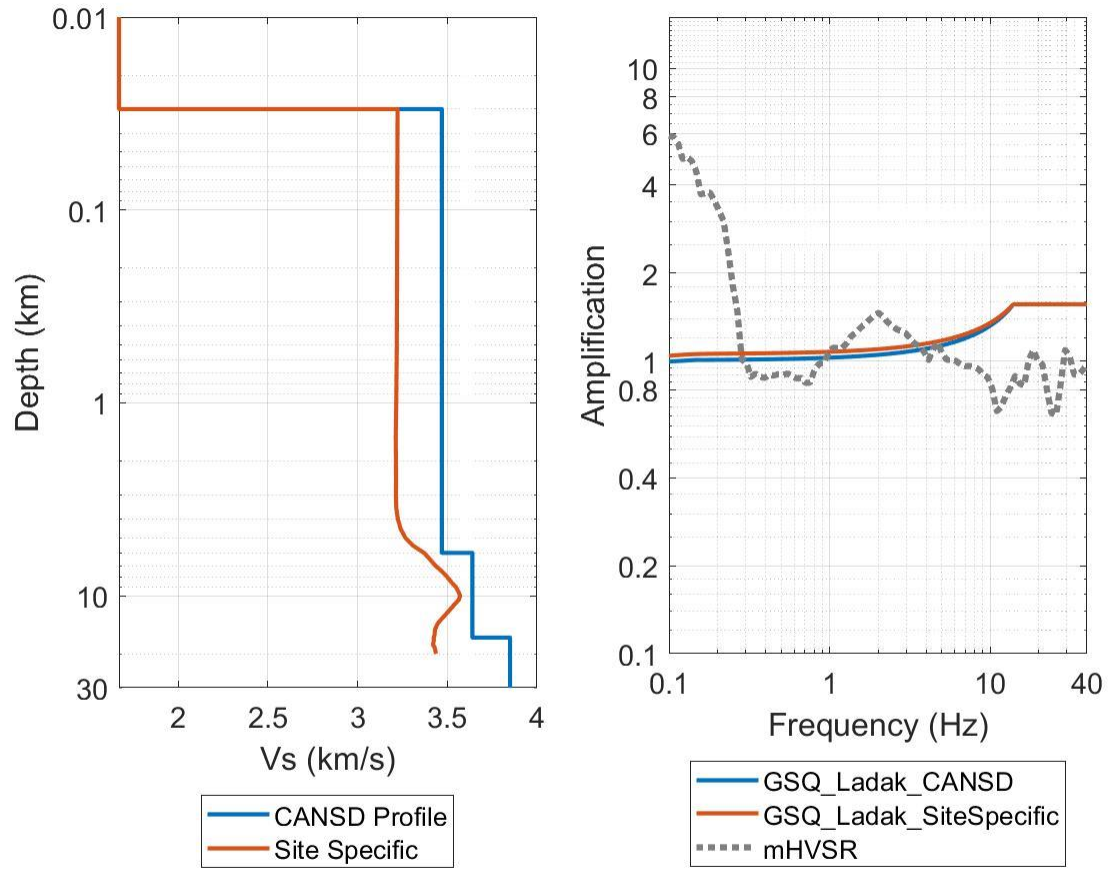 0.01
0.1
1
10
30
Depth (km)
2
2.5
3
3.5
4
Vs (km/s)
CANSD Profile
Site Specific
10
8
6
4
2
1
0.8
0.4
0.2
0.1
Amplification
0.1
1
10
40
Frequency (Hz)
GSQ_Ladak_CANSD
GSQ_Ladak_SiteSpecific
mHVSR